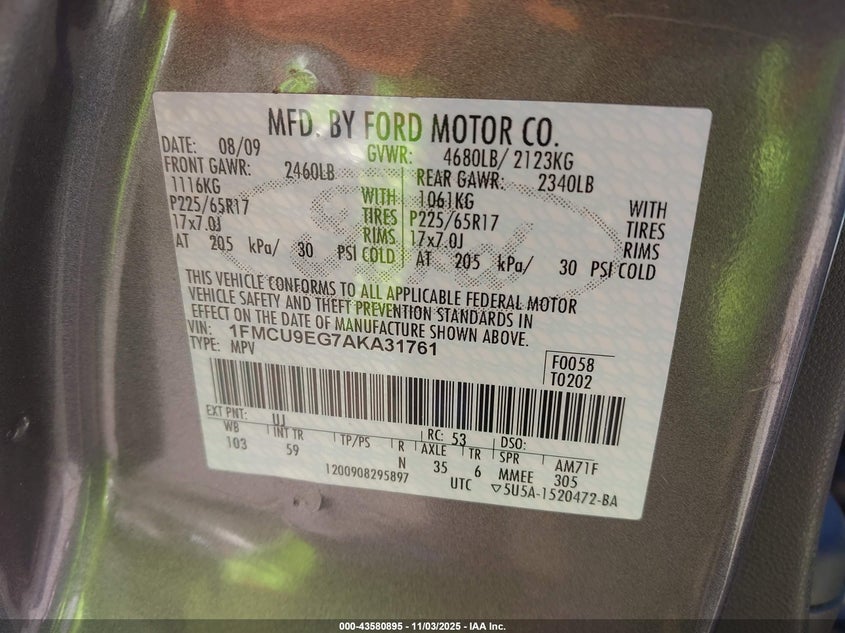 MFD. BY FORD MOTOR CO.
DATE: 08/09 GVWR: 4680LB/ 2123KG
FRONT GAWR: 2460LB REAR GAWR: 2340LB
1116KG WITH 1061KG WITH
P225/65R17 TIRES P225/65R17 TIRES
17x7.0J RIMS 17x7.0J RIMS
AT 205 kPa/ 30 PSI COLD AT 205 kPa/ 30 PSI COLD
THIS VEHICLE CONFORMS TO ALL APPLICABLE FEDERAL MOTOR
VEHICLE SAFETY AND THEFT PREVENTION STANDARDS IN
EFFECT ON THE DATE OF MANUFACTURE SHOWN ABOVE.
VIN: 1FMCU9EG7AKA31761
TYPE: MPV
F0058
T0202
EXT PNT: UJ RC: 53 DSO:
WB INT TR TP/PS R AXLE TR SPR AM71F
103 59 N 35 6 MMEE 305
1200908295897 UTC ▽5U5A-1520472-BA
000-43580895 - 11/03/2025 - IAA Inc.